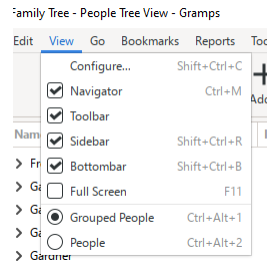 Family Tree - People Tree View - Gramps
Edit View Go Bookmarks Reports
Configure... Shift+Ctrl+C
Navigator Ctrl+M
Toolbar
Sidebar Shift+Ctrl+R
Bottombar Shift+Ctrl+B
Full Screen F11
Grouped People Ctrl+Alt+1
People Ctrl+Alt+2
Gardner